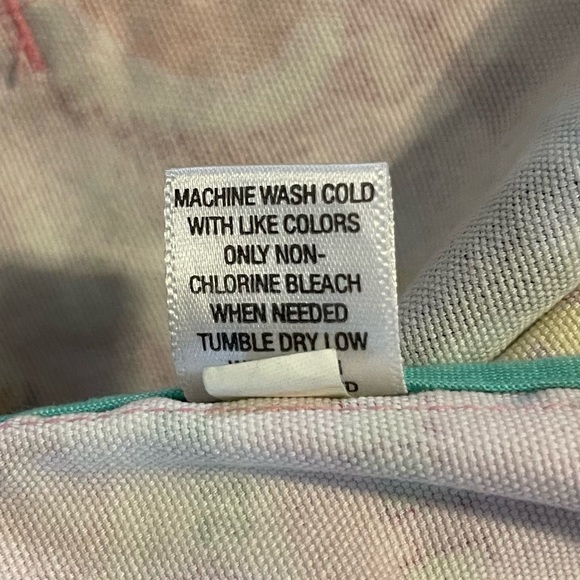 MACHINE WASH COLD
WITH LIKE COLORS
ONLY NON-
CHLORINE BLEACH
WHEN NEEDED
TUMBLE DRY LOW